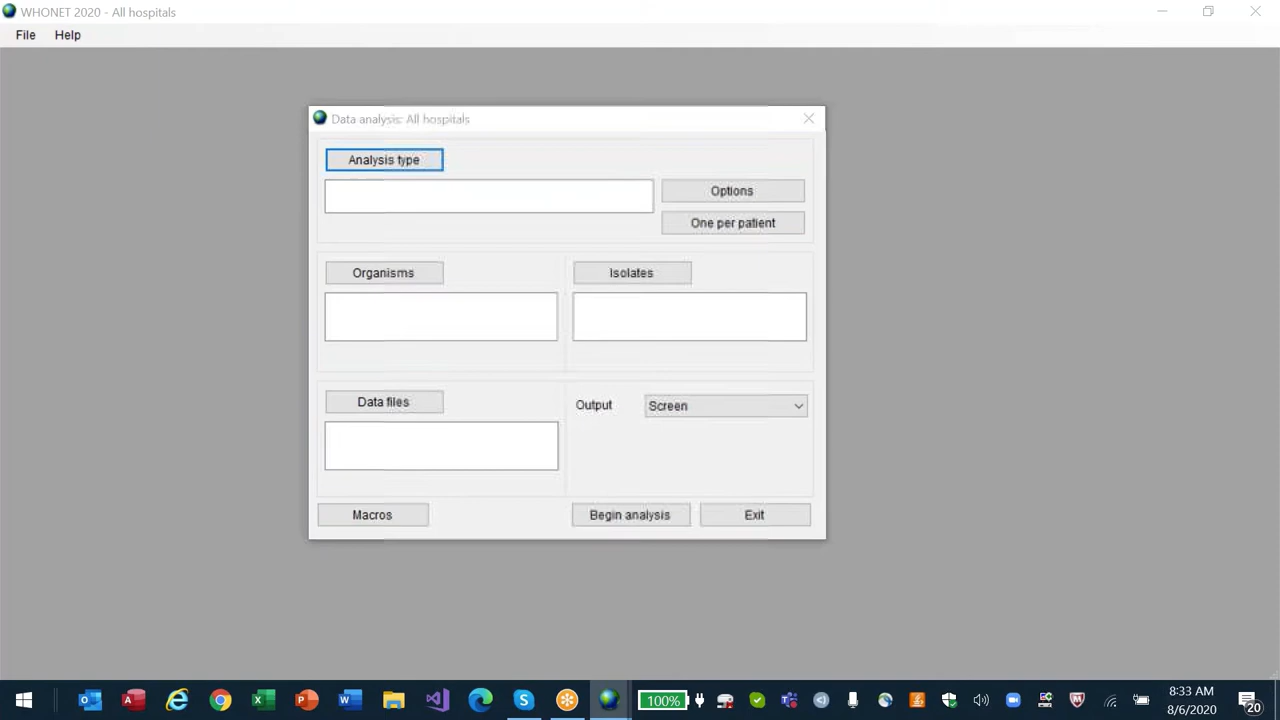 WHONET 2020 - All hospitals
File Help
Data analysis: All hospitals
Analysis type
Options
One per patient
Organisms
Isolates
Data files
Output
Screen
Macros
Begin analysis
Exit
100%
8:33 AM
8/6/2020
20